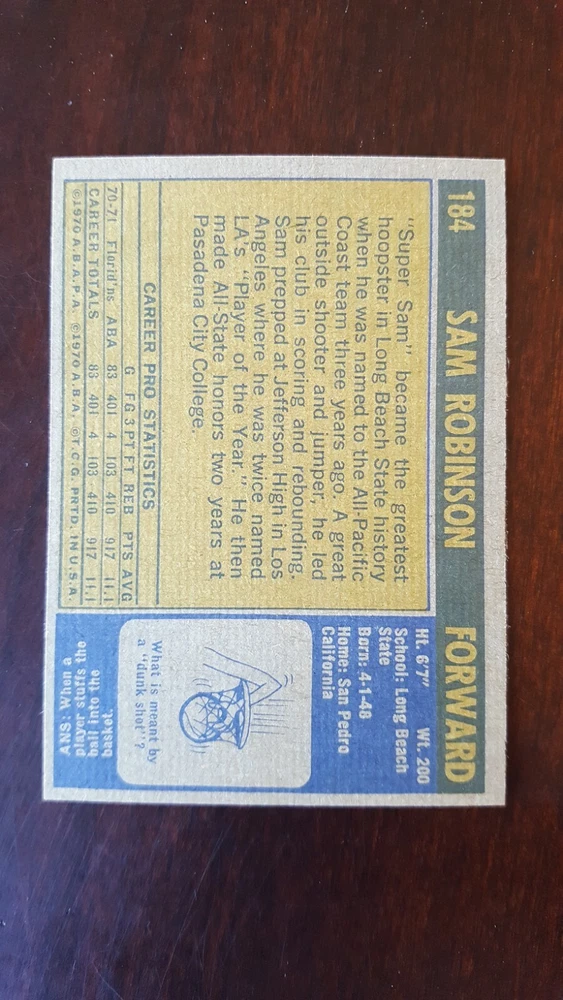 184 SAM ROBINSON FORWARD
"Super Sam" became the greatest
hoopster in Long Beach State history
when he was named to the All-Pacific
Coast team three years ago. A great
outside shooter and jumper, he led
his club in scoring and rebounding.
Sam prepped at Jefferson High in Los
Angeles where he was twice named
LA's "Player of the Year." He then
made All-State honors two years at
Pasadena City College.
CAREER PRO STATISTICS
G FG 3PT FT REB PTS AVG
70-71 Florid'ns ABA 83 401 4 103 410 917 11.1
CAREER TOTALS 83 401 4 103 410 917 11.1
©1970 A.B.A.P.A. ©1970 A.B.A. ©T.C.G. PRTD. IN U.S.A.
Ht. 6'7" Wt. 200
School: Long Beach
State
Born: 4-1-48
Home: San Pedro
California
What is meant by
a "dunk shot"?
ANS: When a
player stuffs the
ball into the
basket.